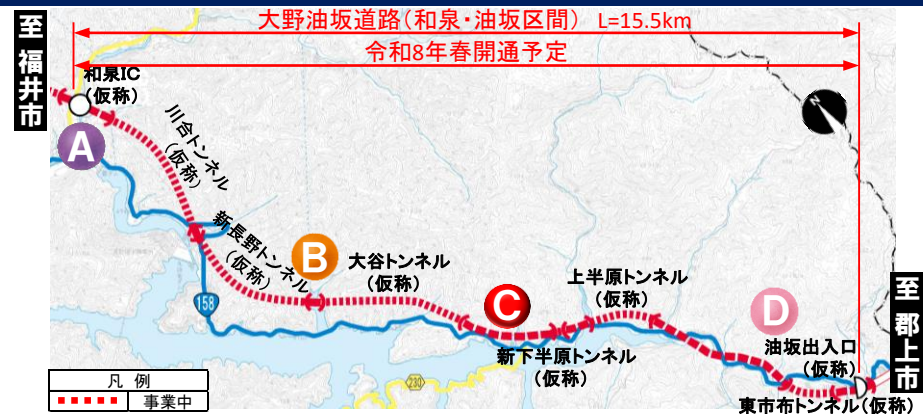 大野油坂道路(和泉・油坂区間) L=15.5km
令和8年春開通予定
至 福井市
和泉IC
(仮称)
A
川合トンネル
(仮称)
新長野トンネル
(仮称)
B
大谷トンネル
(仮称)
158
C
上半原トンネル
(仮称)
新下半原トンネル
(仮称)
D
油坂出入口
(仮称)
至 郡上市
東市布トンネル(仮称)
230
N
凡 例
事業中